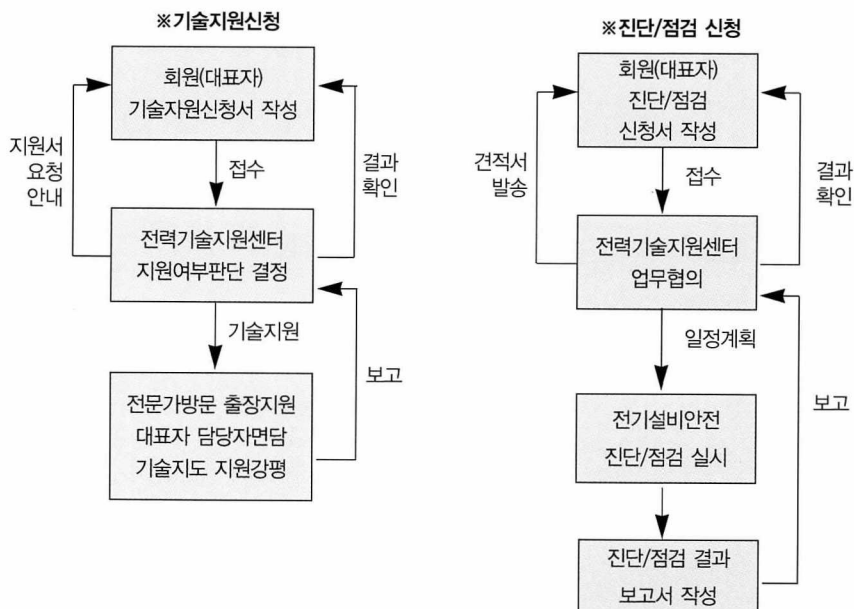 ※기술지원신청
회원(대표자)
기술자원신청서 작성
지원서
요청
안내
접수
결과
확인
전력기술지원센터
지원여부판단 결정
기술지원
보고
전문가방문 출장지원
대표자 담당자면담
기술지도 지원강평
※진단/점검 신청
회원(대표자)
진단/점검
신청서 작성
견적서
발송
접수
결과
확인
전력기술지원센터
업무협의
일정계획
보고
전기설비안전
진단/점검 실시
진단/점검 결과
보고서 작성